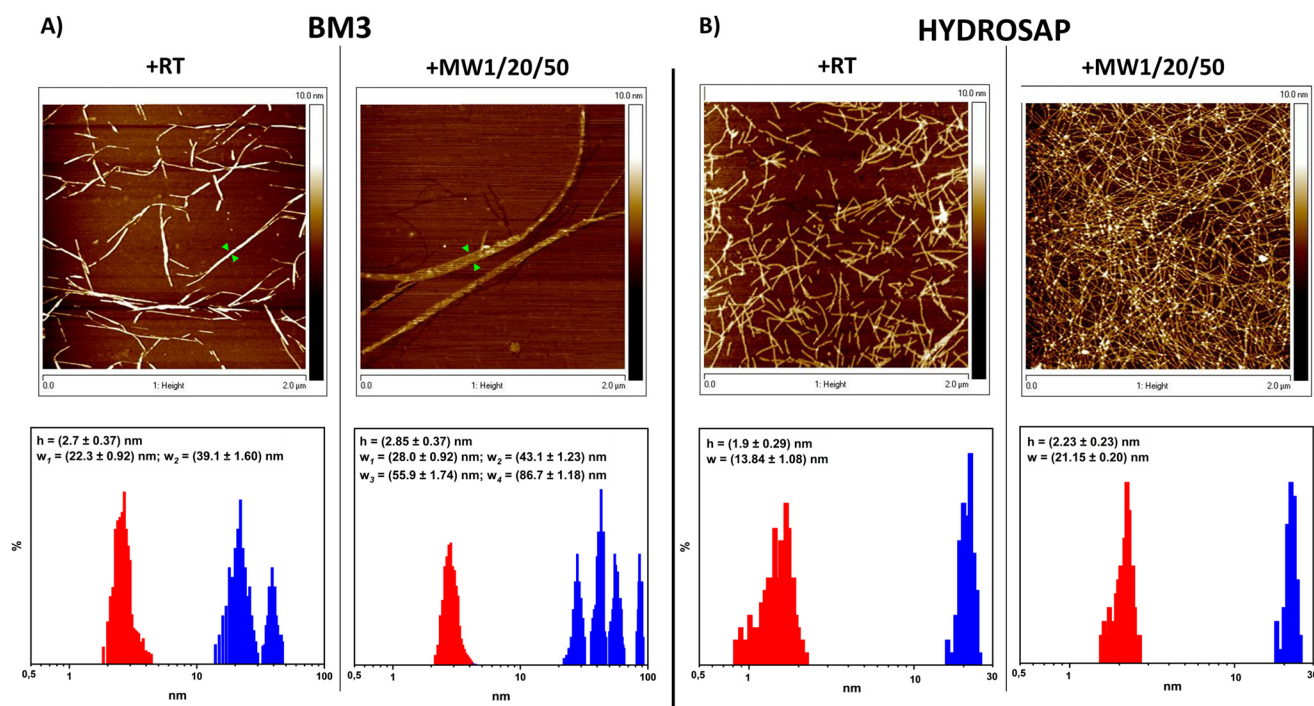 A)
BM3
B)
HYDROSAP
+RT
+MW1/20/50
+RT
+MW1/20/50
10.0 nm
10.0 nm
10.0 nm
10.0 nm
0.0
1: Height
2.0 µm
0.0
1: Height
2.0 µm
0.0
1: Height
2.0 µm
0.0
1: Height
2.0 µm
h = (2.7 ± 0.37) nm
w1 = (22.3 ± 0.92) nm; w2 = (39.1 ± 1.60) nm
%
0,5
1
10
100
nm
h = (2.85 ± 0.37) nm
w1 = (28.0 ± 0.92) nm; w2 = (43.1 ± 1.23) nm
w3 = (55.9 ± 1.74) nm; w4 = (86.7 ± 1.18) nm
0,5
1
10
100
nm
h = (1.9 ± 0.29) nm
w = (13.84 ± 1.08) nm
%
0,5
1
10
30
nm
h = (2.23 ± 0.23) nm
w = (21.15 ± 0.20) nm
0,5
1
10
30
nm